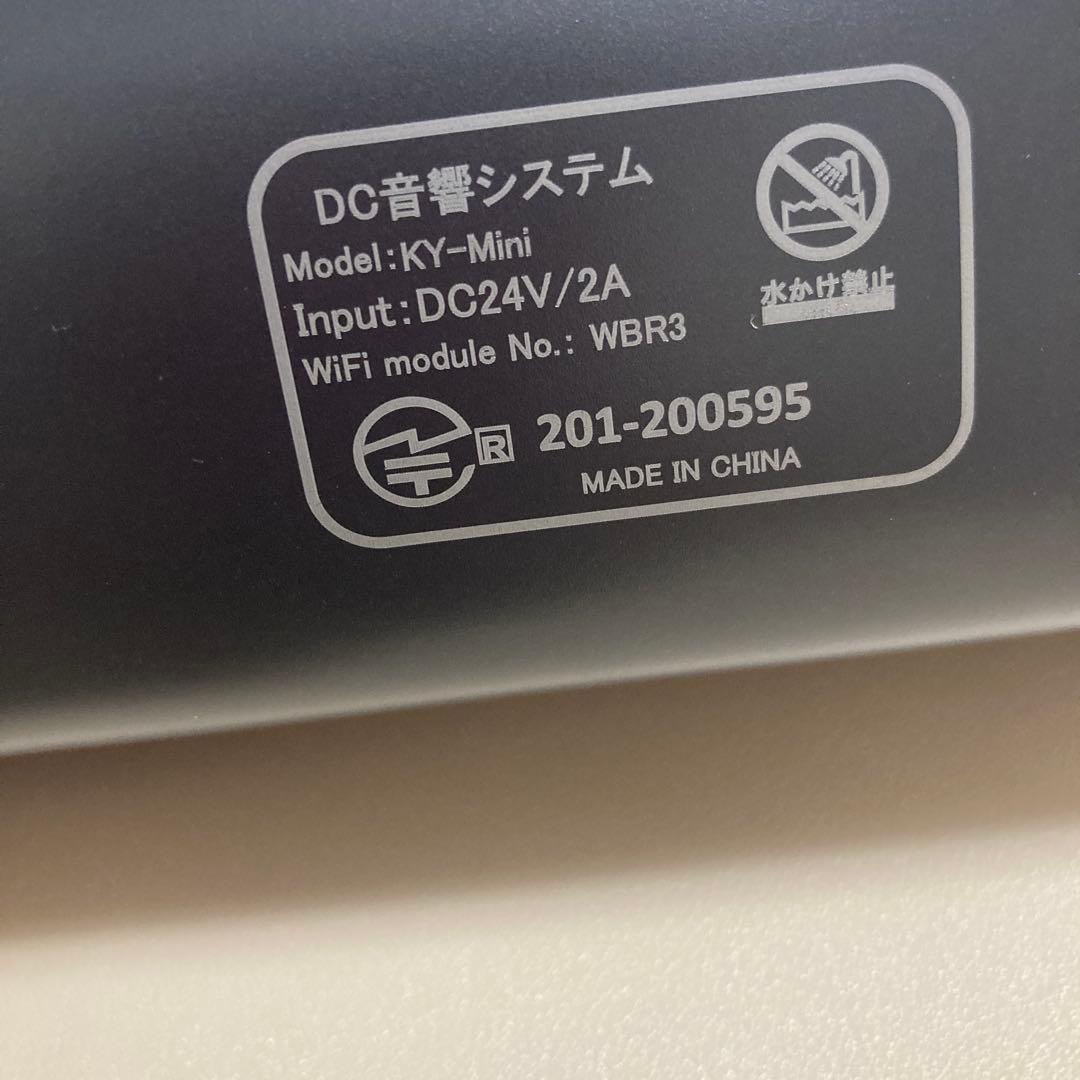 DC音響システム
Model:KY-Mini
Input:DC24V/2A
WiFi module No.: WBR3
水かけ禁止
R 201-200595
MADE IN CHINA